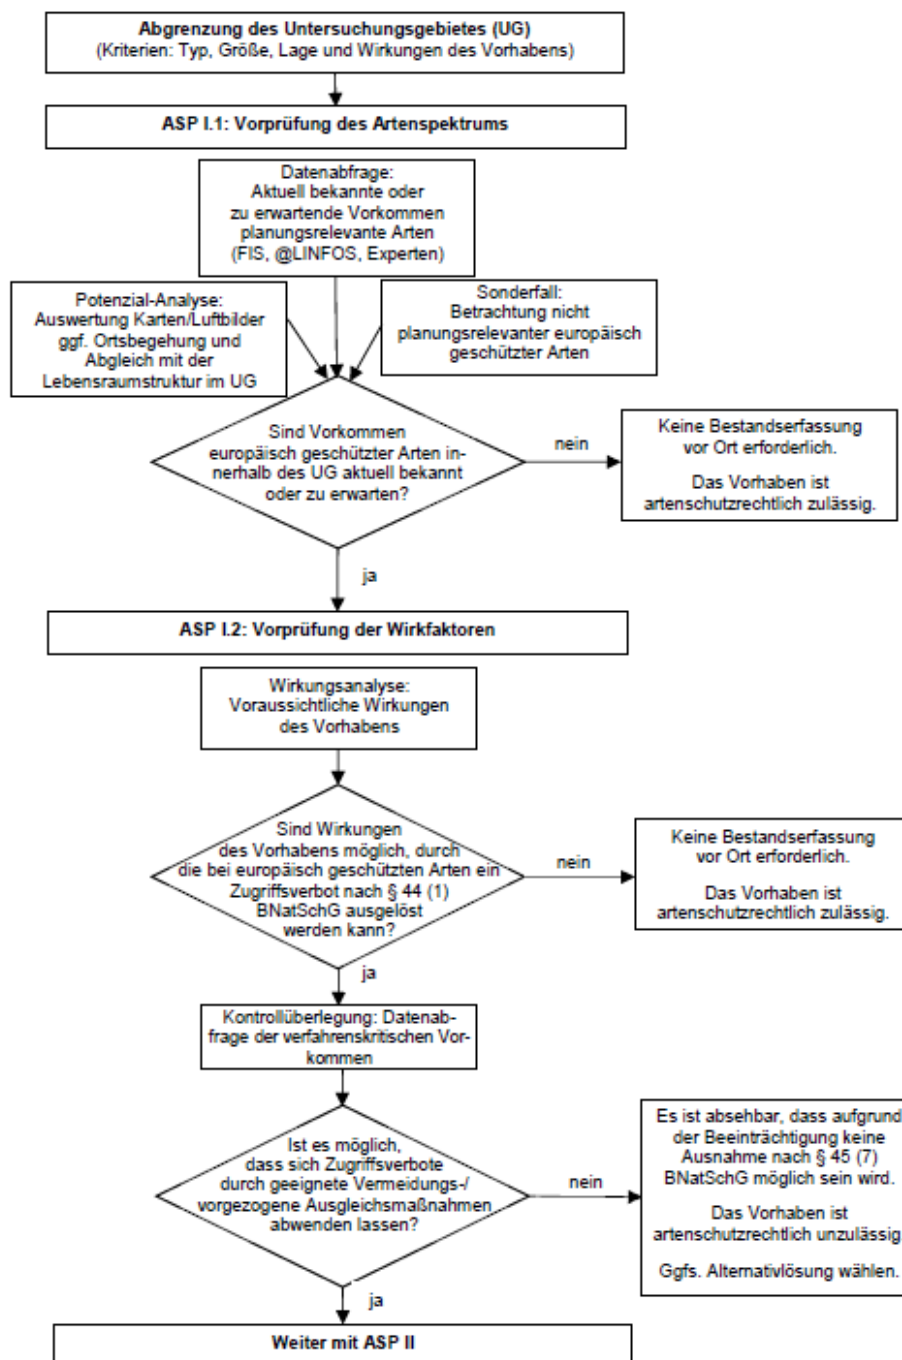 Abgrenzung des Untersuchungsgebietes (UG)
(Kriterien: Typ, Größe, Lage und Wirkungen des Vorhabens)
ASP I.1: Vorprüfung des Artenspektrums
Datenabfrage:
Aktuell bekannte oder
zu erwartende Vorkommen
planungsrelevante Arten
(FIS, @LINFOS, Experten)
Potenzial-Analyse:
Auswertung Karten/Luftbilder
ggf. Ortsbegehung und
Abgleich mit der
Lebensraumstruktur im UG
Sonderfall:
Betrachtung nicht
planungsrelevanter europäisch
geschützter Arten
Sind Vorkommen
europäisch geschützter Arten in-
nerhalb des UG aktuell bekannt
oder zu erwarten?
nein
Keine Bestandserfassung
vor Ort erforderlich.
Das Vorhaben ist
artenschutzrechtlich zulässig.
ja
ASP I.2: Vorprüfung der Wirkfaktoren
Wirkungsanalyse:
Voraussichtliche Wirkungen
des Vorhabens
Sind Wirkungen
des Vorhabens möglich, durch
die bei europäisch geschützten Arten ein
Zugriffsverbot nach § 44 (1)
BNatSchG ausgelöst
werden kann?
nein
Keine Bestandserfassung
vor Ort erforderlich.
Das Vorhaben ist
artenschutzrechtlich zulässig.
ja
Kontrollüberlegung: Datenab-
frage der verfahrenskritischen Vor-
kommen
Ist es möglich,
dass sich Zugriffsverbote
durch geeignete Vermeidungs-/
vorgezogene Ausgleichsmaßnahmen
abwenden lassen?
nein
Es ist absehbar, dass aufgrund
der Beeinträchtigung keine
Ausnahme nach § 45 (7)
BNatSchG möglich sein wird.
Das Vorhaben ist
artenschutzrechtlich unzulässig
Ggfs. Alternativlösung wählen.
ja
Weiter mit ASP II